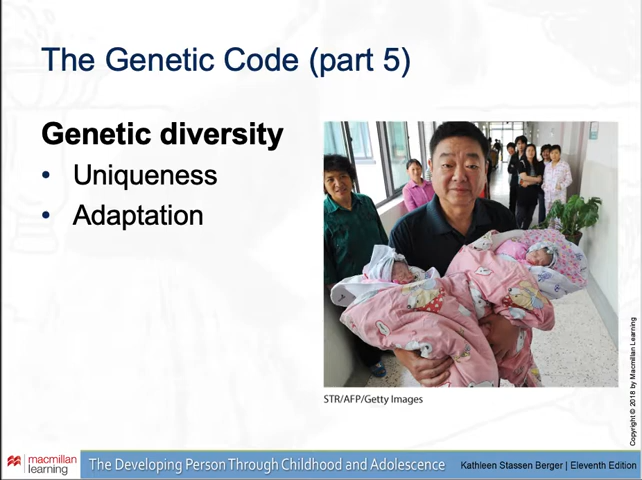 The Genetic Code (part 5)
Genetic diversity
• Uniqueness
• Adaptation
STR/AFP/Getty Images
Copyright © 2018 by Macmillan Learning
macmillan
learning
The Developing Person Through Childhood and Adolescence
Kathleen Stassen Berger | Eleventh Edition